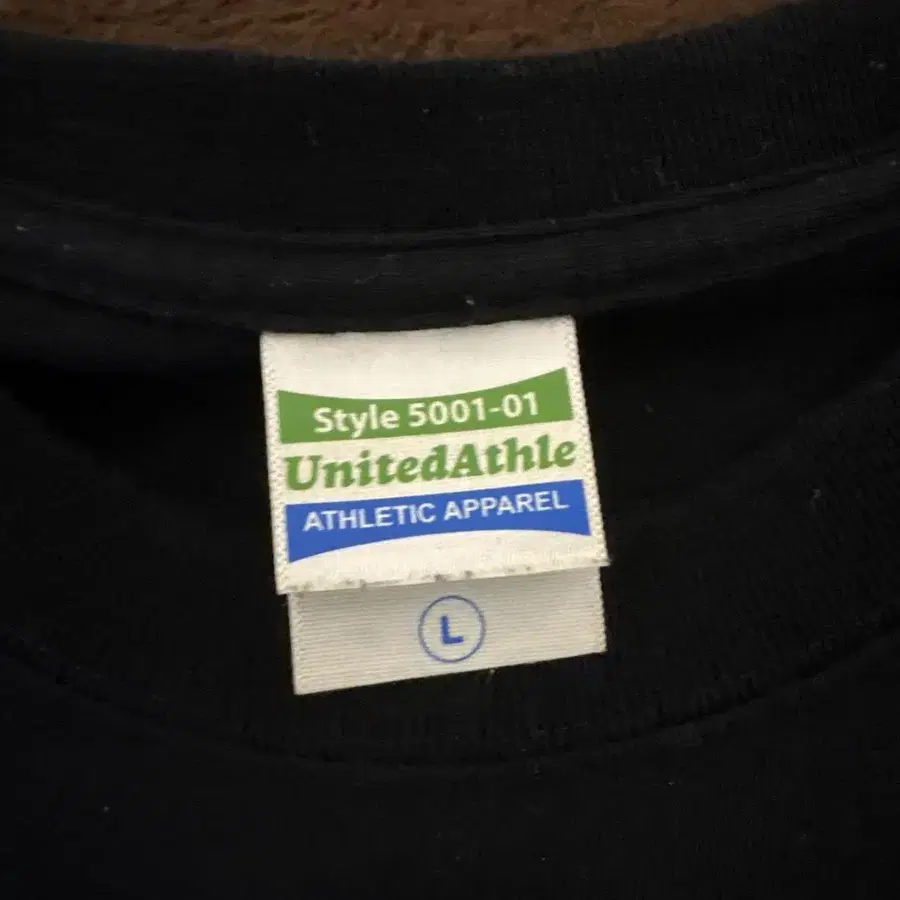 Style 5001-01
UnitedAthle
ATHLETIC APPAREL
L